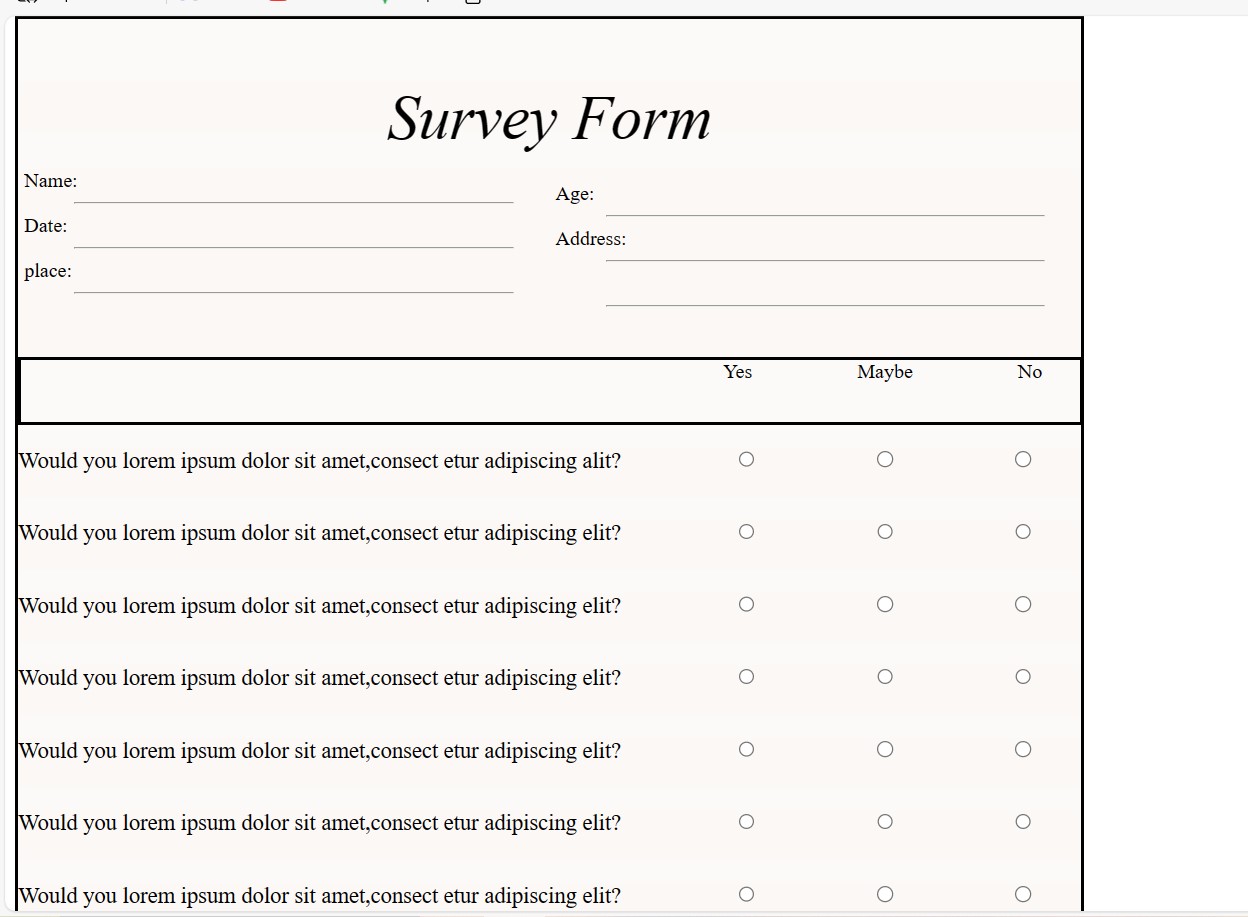 Survey Form
Name:
Age:
Date:
Address:
place:
Yes Maybe No
Would you lorem ipsum dolor sit amet,consect etur adipiscing alit?
Would you lorem ipsum dolor sit amet,consect etur adipiscing elit?
Would you lorem ipsum dolor sit amet,consect etur adipiscing elit?
Would you lorem ipsum dolor sit amet,consect etur adipiscing elit?
Would you lorem ipsum dolor sit amet,consect etur adipiscing elit?
Would you lorem ipsum dolor sit amet,consect etur adipiscing elit?
Would you lorem ipsum dolor sit amet,consect etur adipiscing elit?